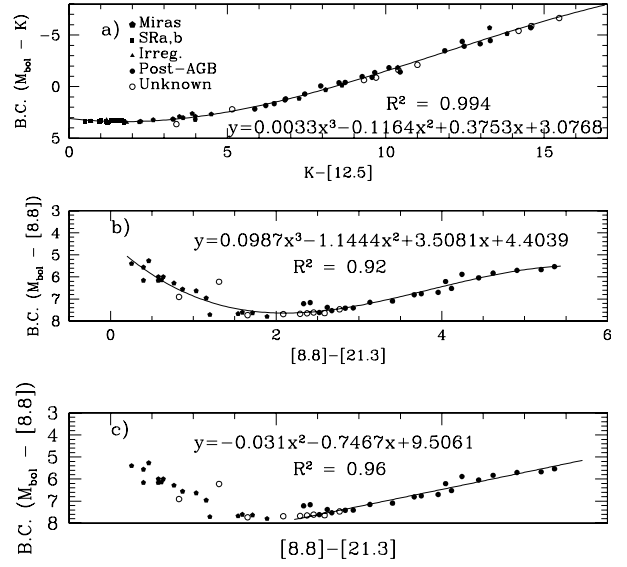 a)
Miras
SRa,b
Irreg.
Post-AGB
Unknown
B.C. (M_bol − K)
−5
0
5
R² = 0.994
y=0.0033x³−0.1164x²+0.3753x+3.0768
0
5
10
15
K−[12.5]
b)
B.C. (M_bol − [8.8])
3
4
5
6
7
8
y=0.0987x³−1.1444x²+3.5081x+4.4039
R² = 0.92
0
2
4
6
[8.8]−[21.3]
c)
B.C. (M_bol − [8.8])
3
4
5
6
7
8
y=−0.031x²−0.7467x+9.5061
R² = 0.96
[8.8]−[21.3]